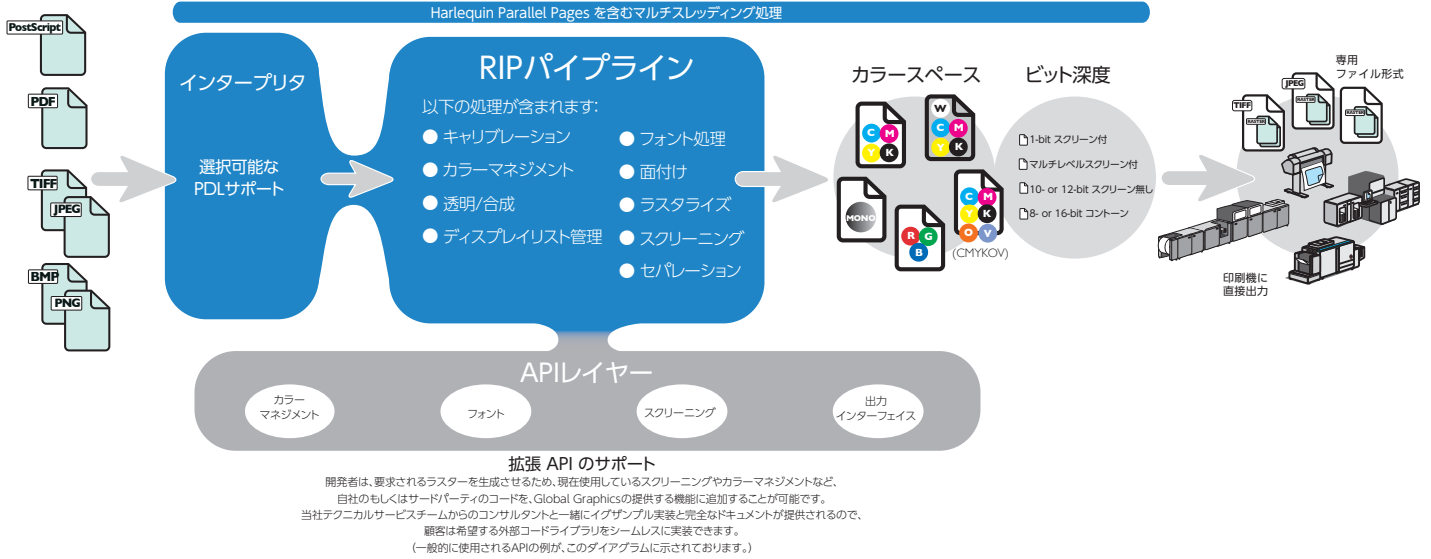 Harlequin Parallel Pages を含むマルチスレッディング処理
PostScript
PDF
TIFF
JPEG
BMP
PNG
インタープリタ
選択可能な
PDLサポート
RIPパイプライン
以下の処理が含まれます:
キャリブレーション
カラーマネジメント
透明/合成
ディスプレイリスト管理
フォント処理
面付け
ラスタライズ
スクリーニング
セパレーション
カラースペース
C M
Y K
W
C M
Y K
MONO
R G
B
C M
Y K
O V
(CMYKOV)
ビット深度
1-bit スクリーン付
マルチレベルスクリーン付
10- or 12-bit スクリーン無し
8- or 16-bit コントーン
TIFF
RASTER
JPEG
RASTER
専用
ファイル形式
RASTER
印刷機に
直接出力
APIレイヤー
カラー
マネジメント
フォント
スクリーニング
出力
インターフェイス
拡張 API のサポート
開発者は、要求されるラスターを生成させるため、現在使用しているスクリーニングやカラーマネジメントなど、
自社のもしくはサードパーティのコードを、Global Graphicsの提供する機能に追加することが可能です。
当社テクニカルサービスチームからのコンサルタントと一緒にイグザンプル実装と完全なドキュメントが提供されるので、
顧客は希望する外部コードライブラリをシームレスに実装できます。
(一般的に使用されるAPIの例が、このダイアグラムに示されております。)